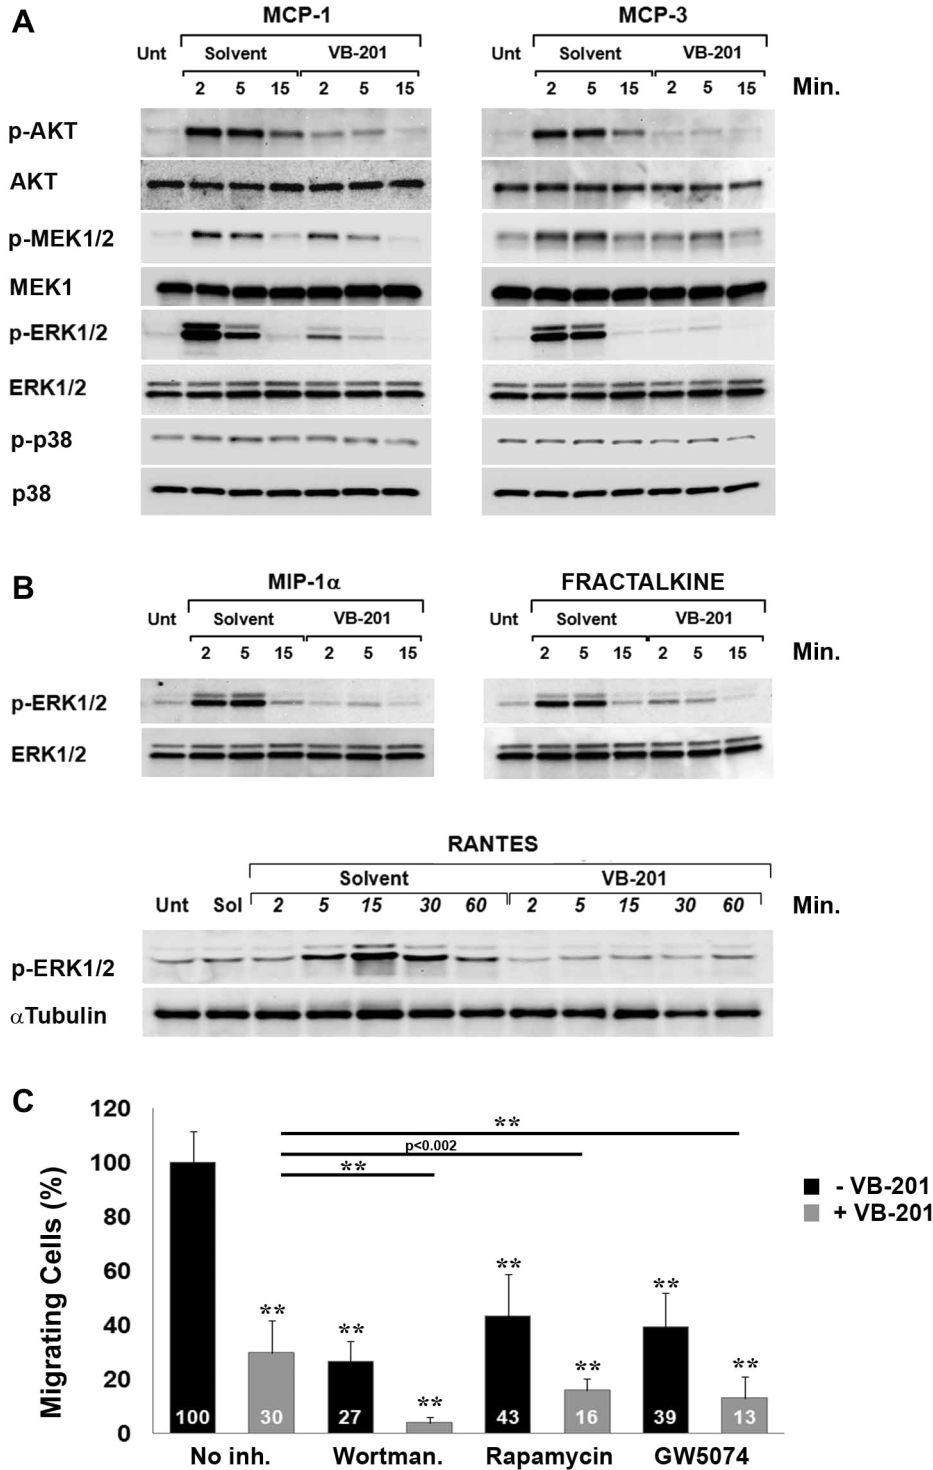 A
MCP-1 MCP-3
Unt Solvent VB-201 Unt Solvent VB-201
2 5 15 2 5 15 2 5 15 2 5 15 Min.
p-AKT
AKT
p-MEK1/2
MEK1
p-ERK1/2
ERK1/2
p-p38
p38
B
MIP-1α FRACTALKINE
Unt Solvent VB-201 Unt Solvent VB-201
2 5 15 2 5 15 2 5 15 2 5 15 Min.
p-ERK1/2
ERK1/2
RANTES
Solvent VB-201
Unt Sol 2 5 15 30 60 2 5 15 30 60 Min.
p-ERK1/2
αTubulin
C
Migrating Cells (%)
120
100
80
60
40
20
0
**
p<0.002
**
** ** ** ** ** ** **
100 30 27 43 16 39 13
No inh. Wortman. Rapamycin GW5074
- VB-201
+ VB-201